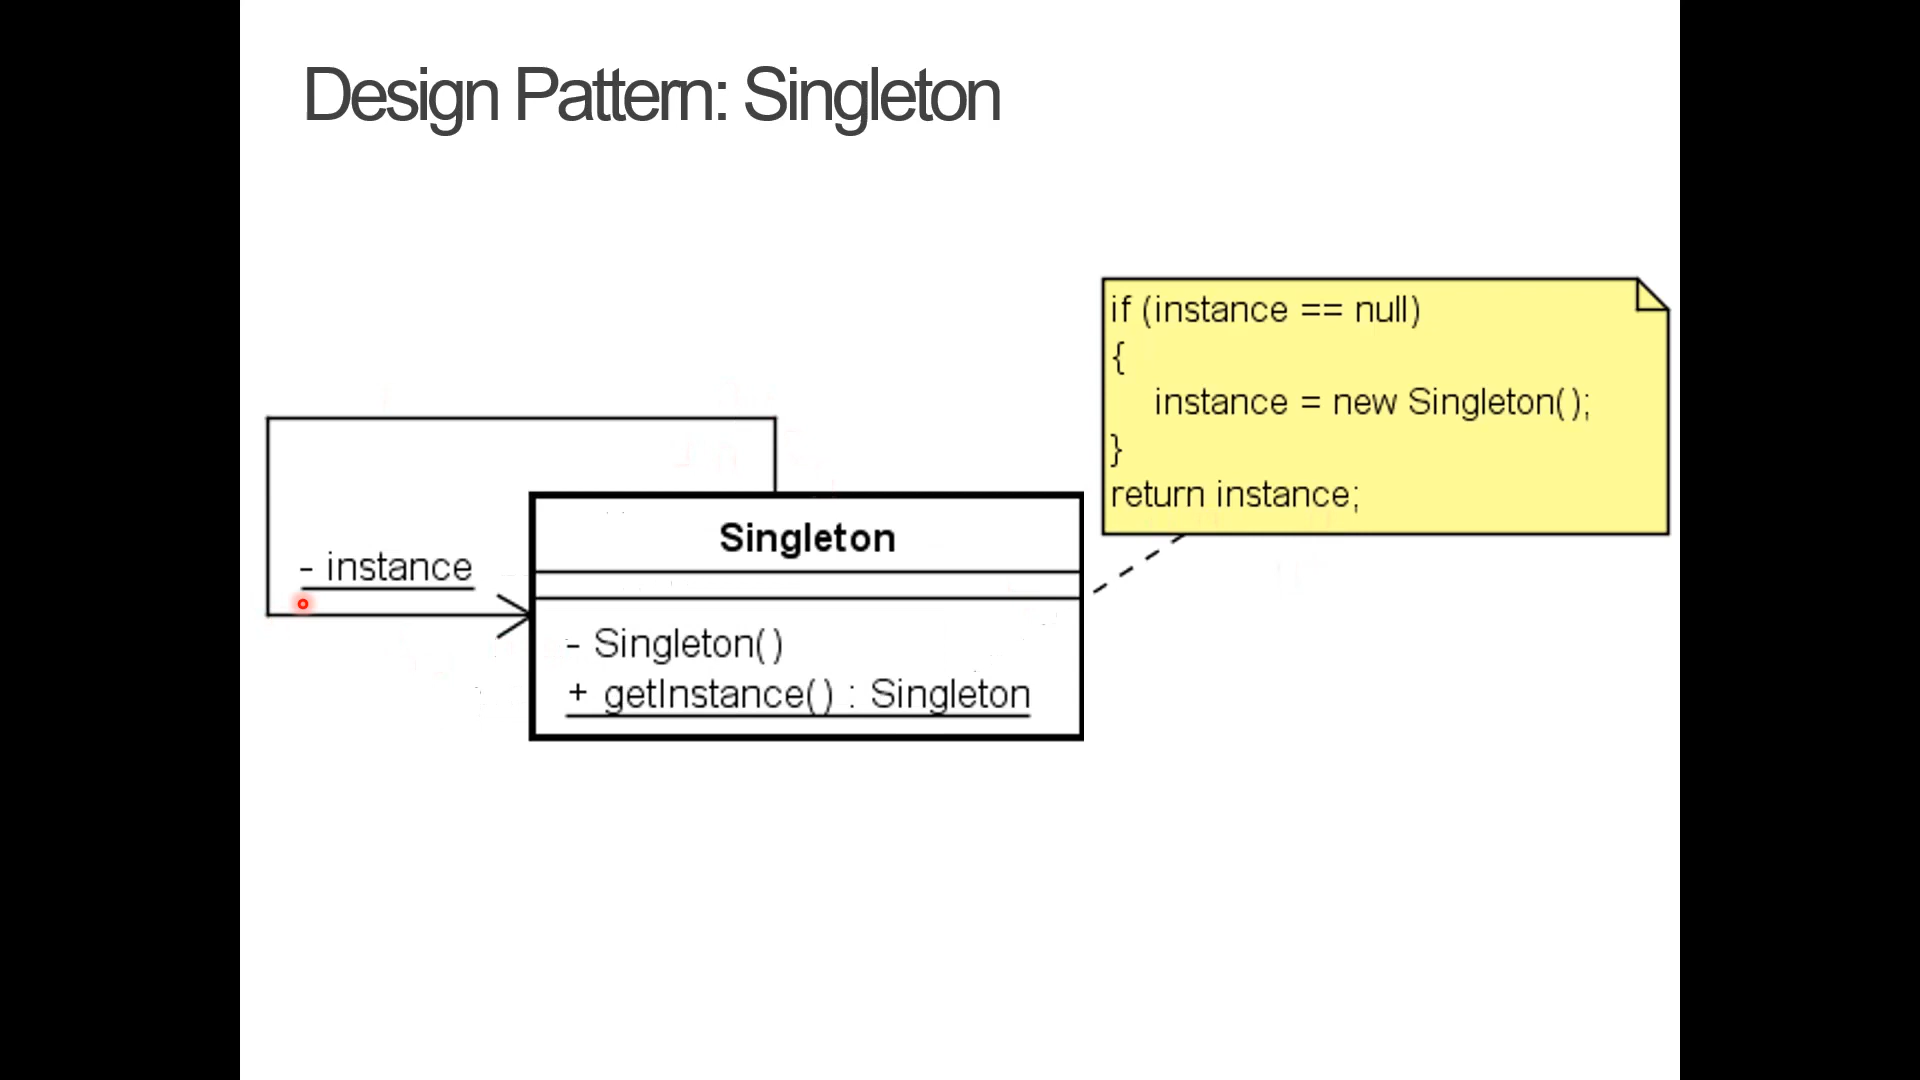 Design Pattern: Singleton
if (instance == null)
{
instance = new Singleton();
}
return instance;
- instance
Singleton
- Singleton()
+ getInstance() : Singleton